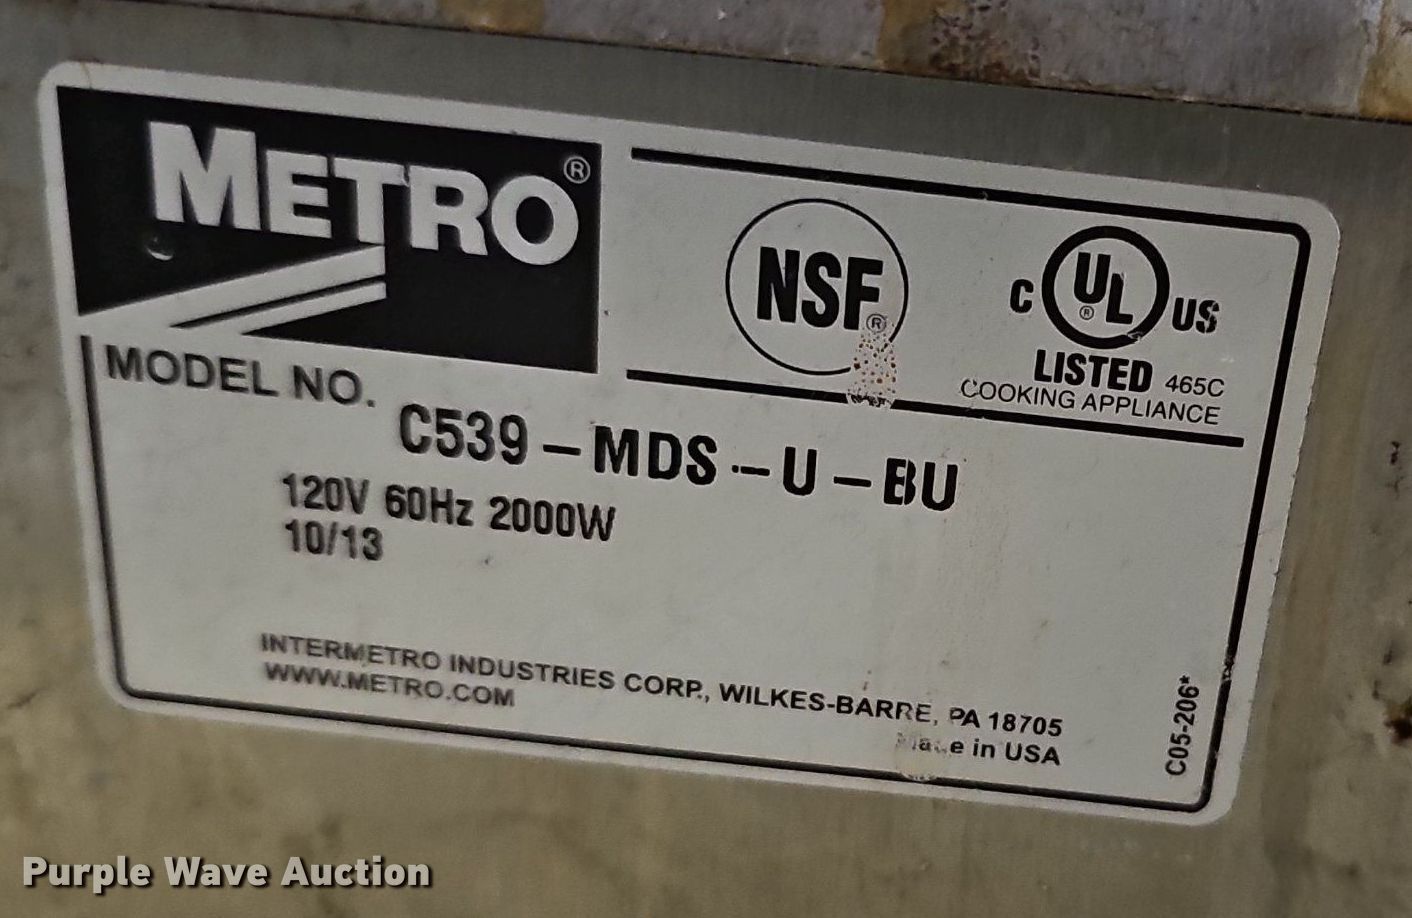 METRO®
NSF®
C UL® US
LISTED 465C
COOKING APPLIANCE
MODEL NO.
C539-MDS-U-BU
120V 60Hz 2000W
10/13
INTERMETRO INDUSTRIES CORP., WILKES-BARRE, PA 18705
WWW.METRO.COM
Made in USA
C05-206*
Purple Wave Auction